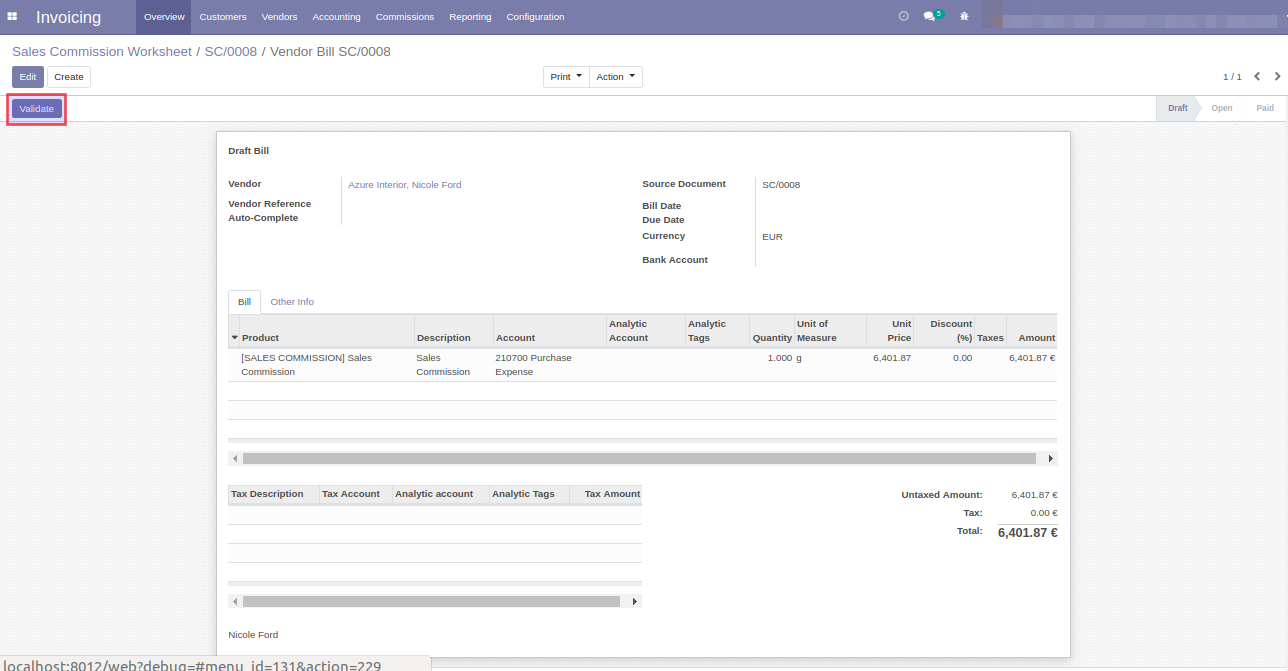 Invoicing Overview Customers Vendors Accounting Commissions Reporting Configuration 5
Sales Commission Worksheet / SC/0008 / Vendor Bill SC/0008
Edit Create Print Action 1 / 1
Validate Draft Open Paid
Draft Bill
Vendor Azure Interior, Nicole Ford
Vendor Reference
Auto-Complete
Source Document SC/0008
Bill Date
Due Date
Currency EUR
Bank Account
Bill Other Info
Product Description Account Analytic Account Analytic Tags Quantity Unit of Measure Unit Price Discount (%) Taxes Amount
[SALES COMMISSION] Sales Commission Sales Commission 210700 Purchase Expense 1.000 g 6,401.87 0.00 6,401.87 €
Tax Description Tax Account Analytic account Analytic Tags Tax Amount
Untaxed Amount: 6,401.87 €
Tax: 0.00 €
Total: 6,401.87 €
Nicole Ford
localhost:8012/web?debug=#menu_id=131&action=229